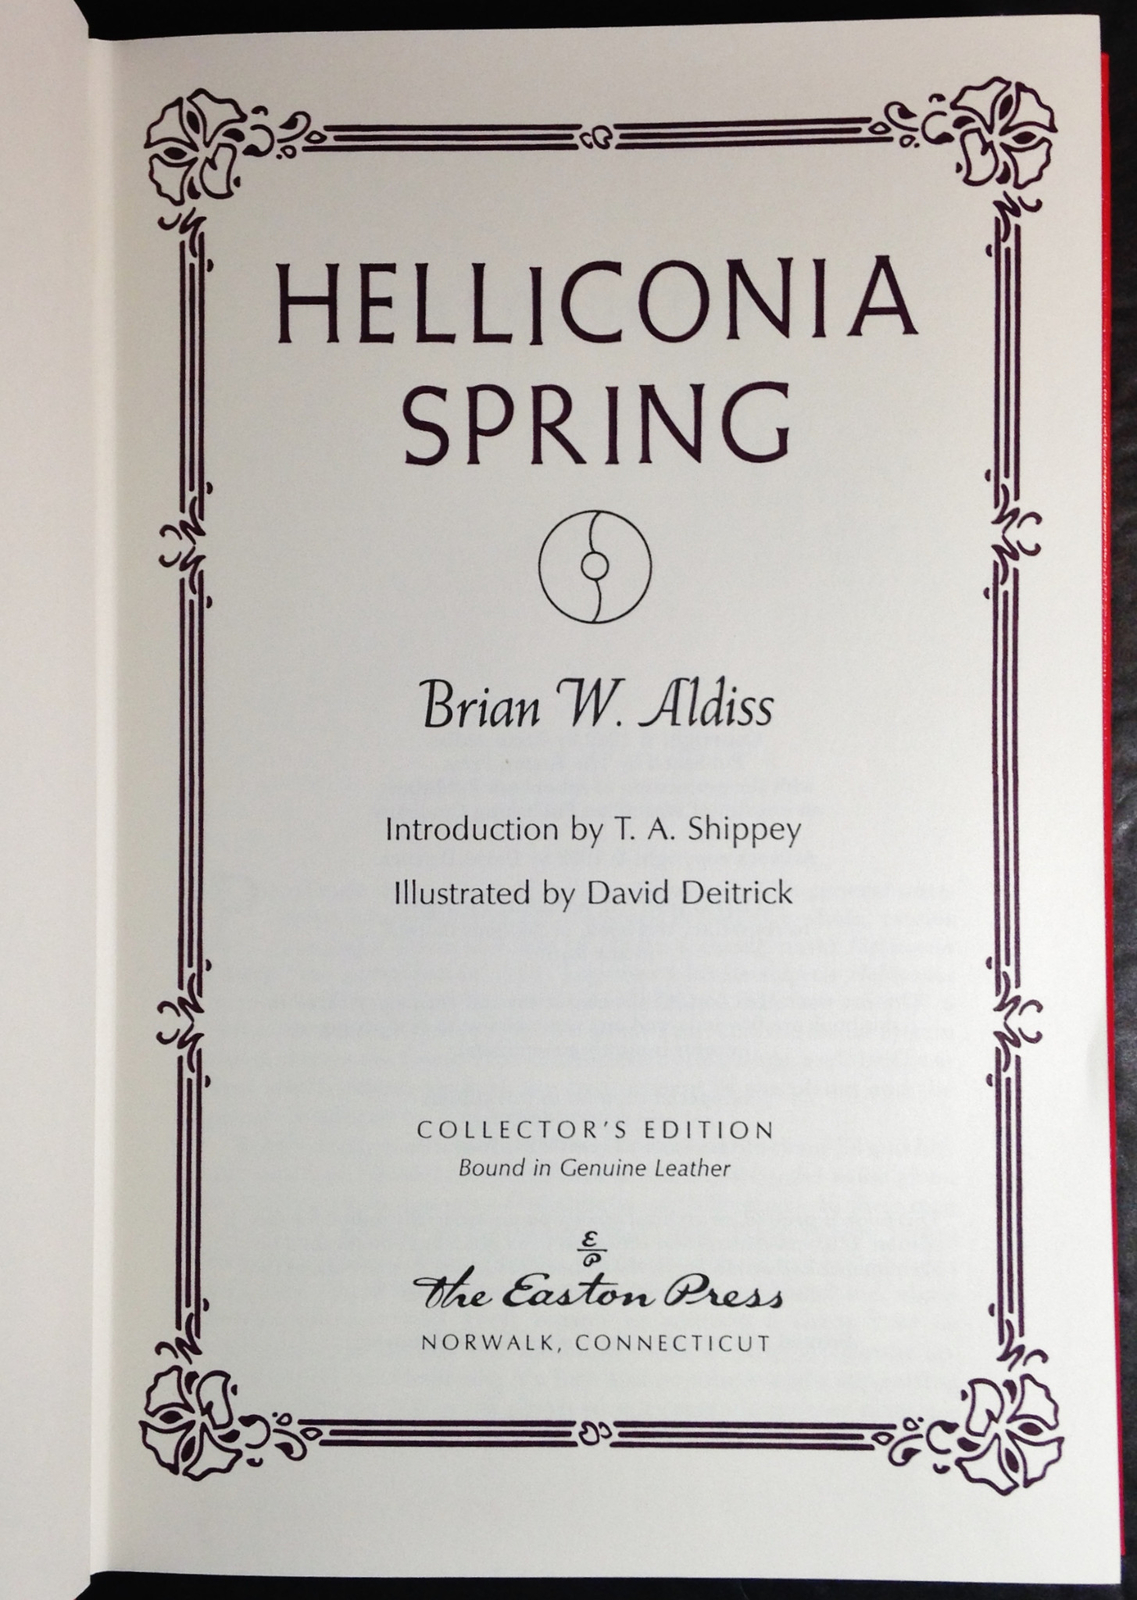 HELLICONIA
SPRING
Brian W. Aldiss
Introduction by T. A. Shippey
Illustrated by David Deitrick
COLLECTOR'S EDITION
Bound in Genuine Leather
The Easton Press
NORWALK, CONNECTICUT